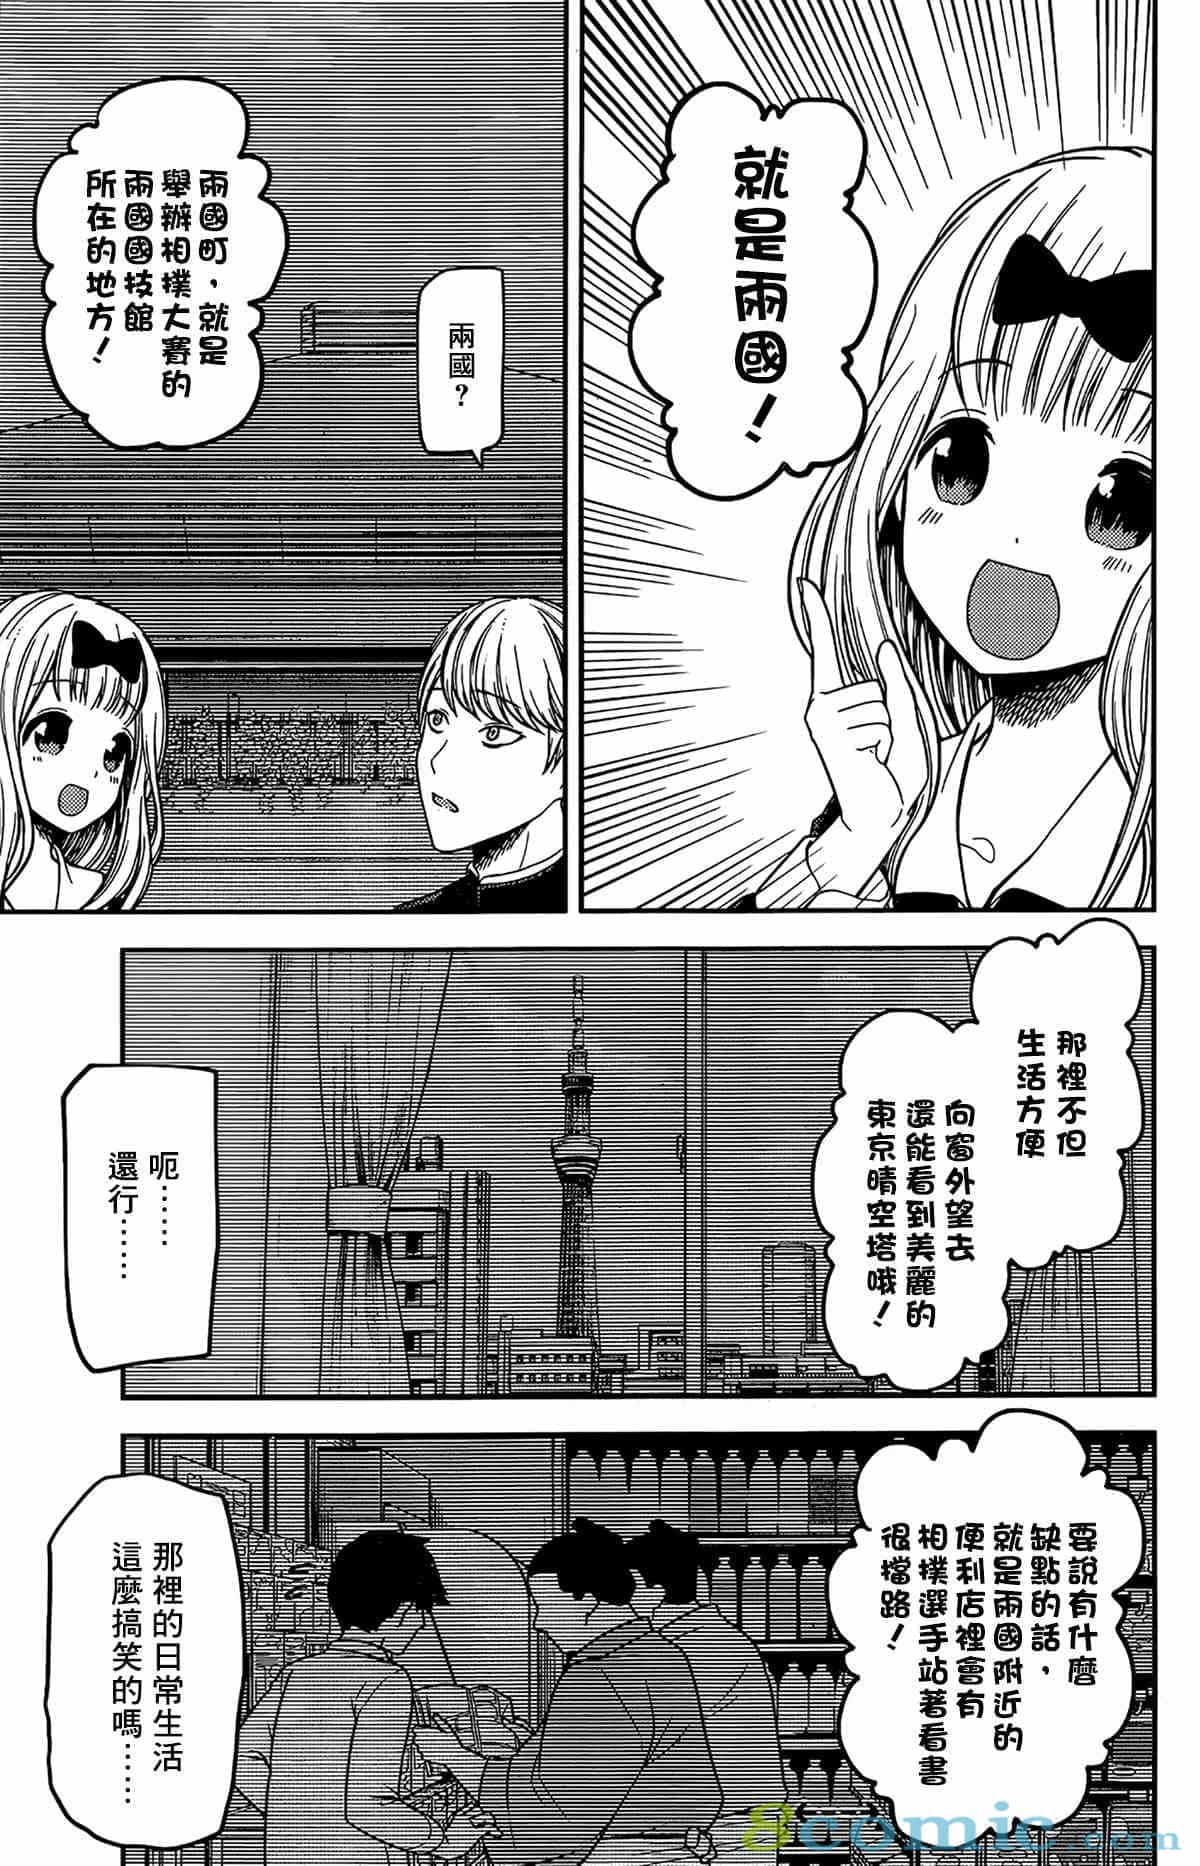 就是兩國！
兩國？
兩國町，就是
舉辦相撲大賽的
兩國國技館
所在的地方！
那裡不但
生活方便
向窗外望去
還能看到美麗的
東京晴空塔哦！
呃……
還行……
要說有什麼
缺點的話，
就是兩國附近的
便利店裡會有
相撲選手站著看書
很擋路！
那裡的日常生活
這麼搞笑的嗎……
8comic.com